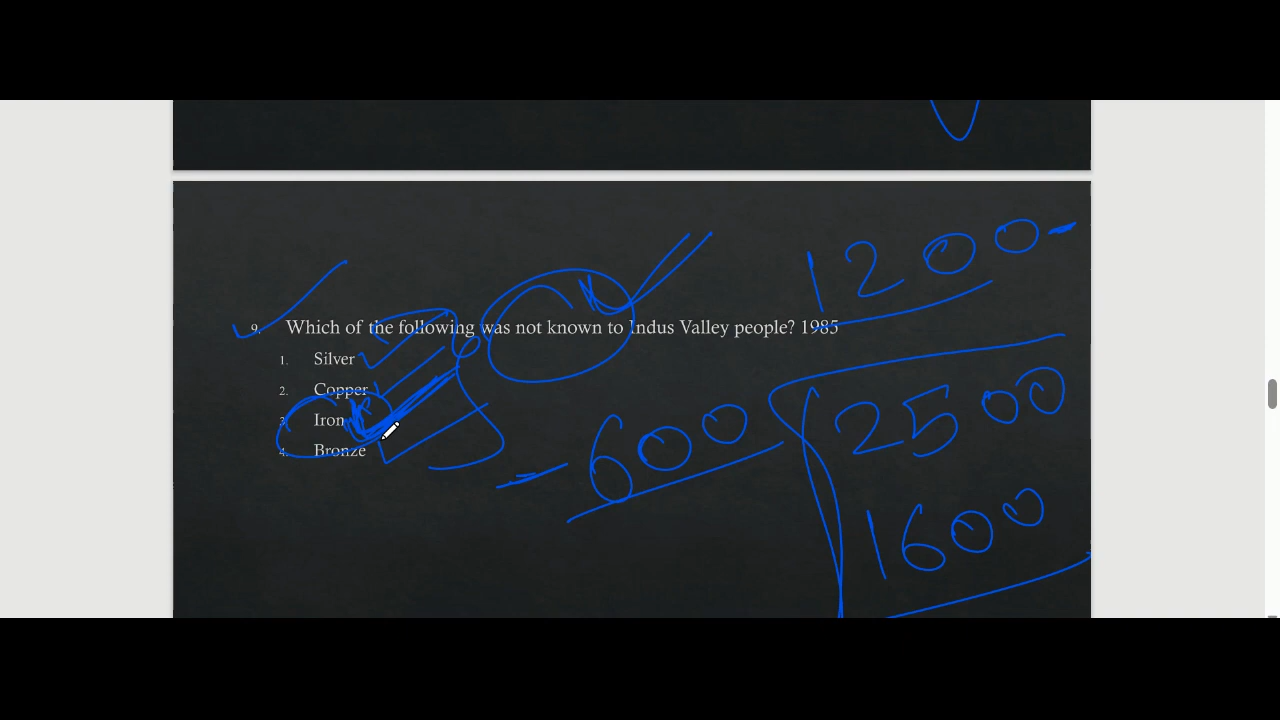 1200-
9. Which of the following was not known to Indus Valley people? 1985
1. Silver
2. Copper
3. Iron
4. Bronze
-600
2500
1600